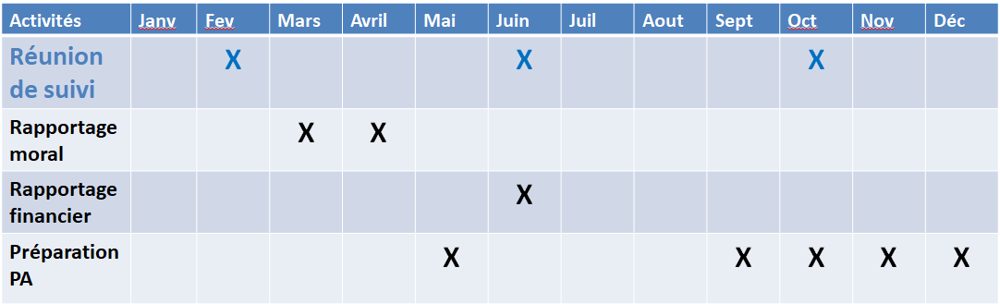 Activités Janv Fev Mars Avril Mai Juin Juil Aout Sept Oct Nov Déc
Réunion X X X
de suivi
Rapportage X X
moral
Rapportage X
financier
Préparation X X X X X
PA